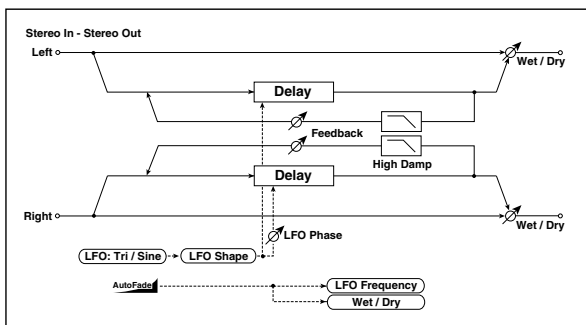 Stereo In - Stereo Out
Left
Wet / Dry
Delay
Feedback
High Damp
Delay
Right
Wet / Dry
LFO Phase
LFO: Tri / Sine
LFO Shape
AutoFade
LFO Frequency
Wet / Dry